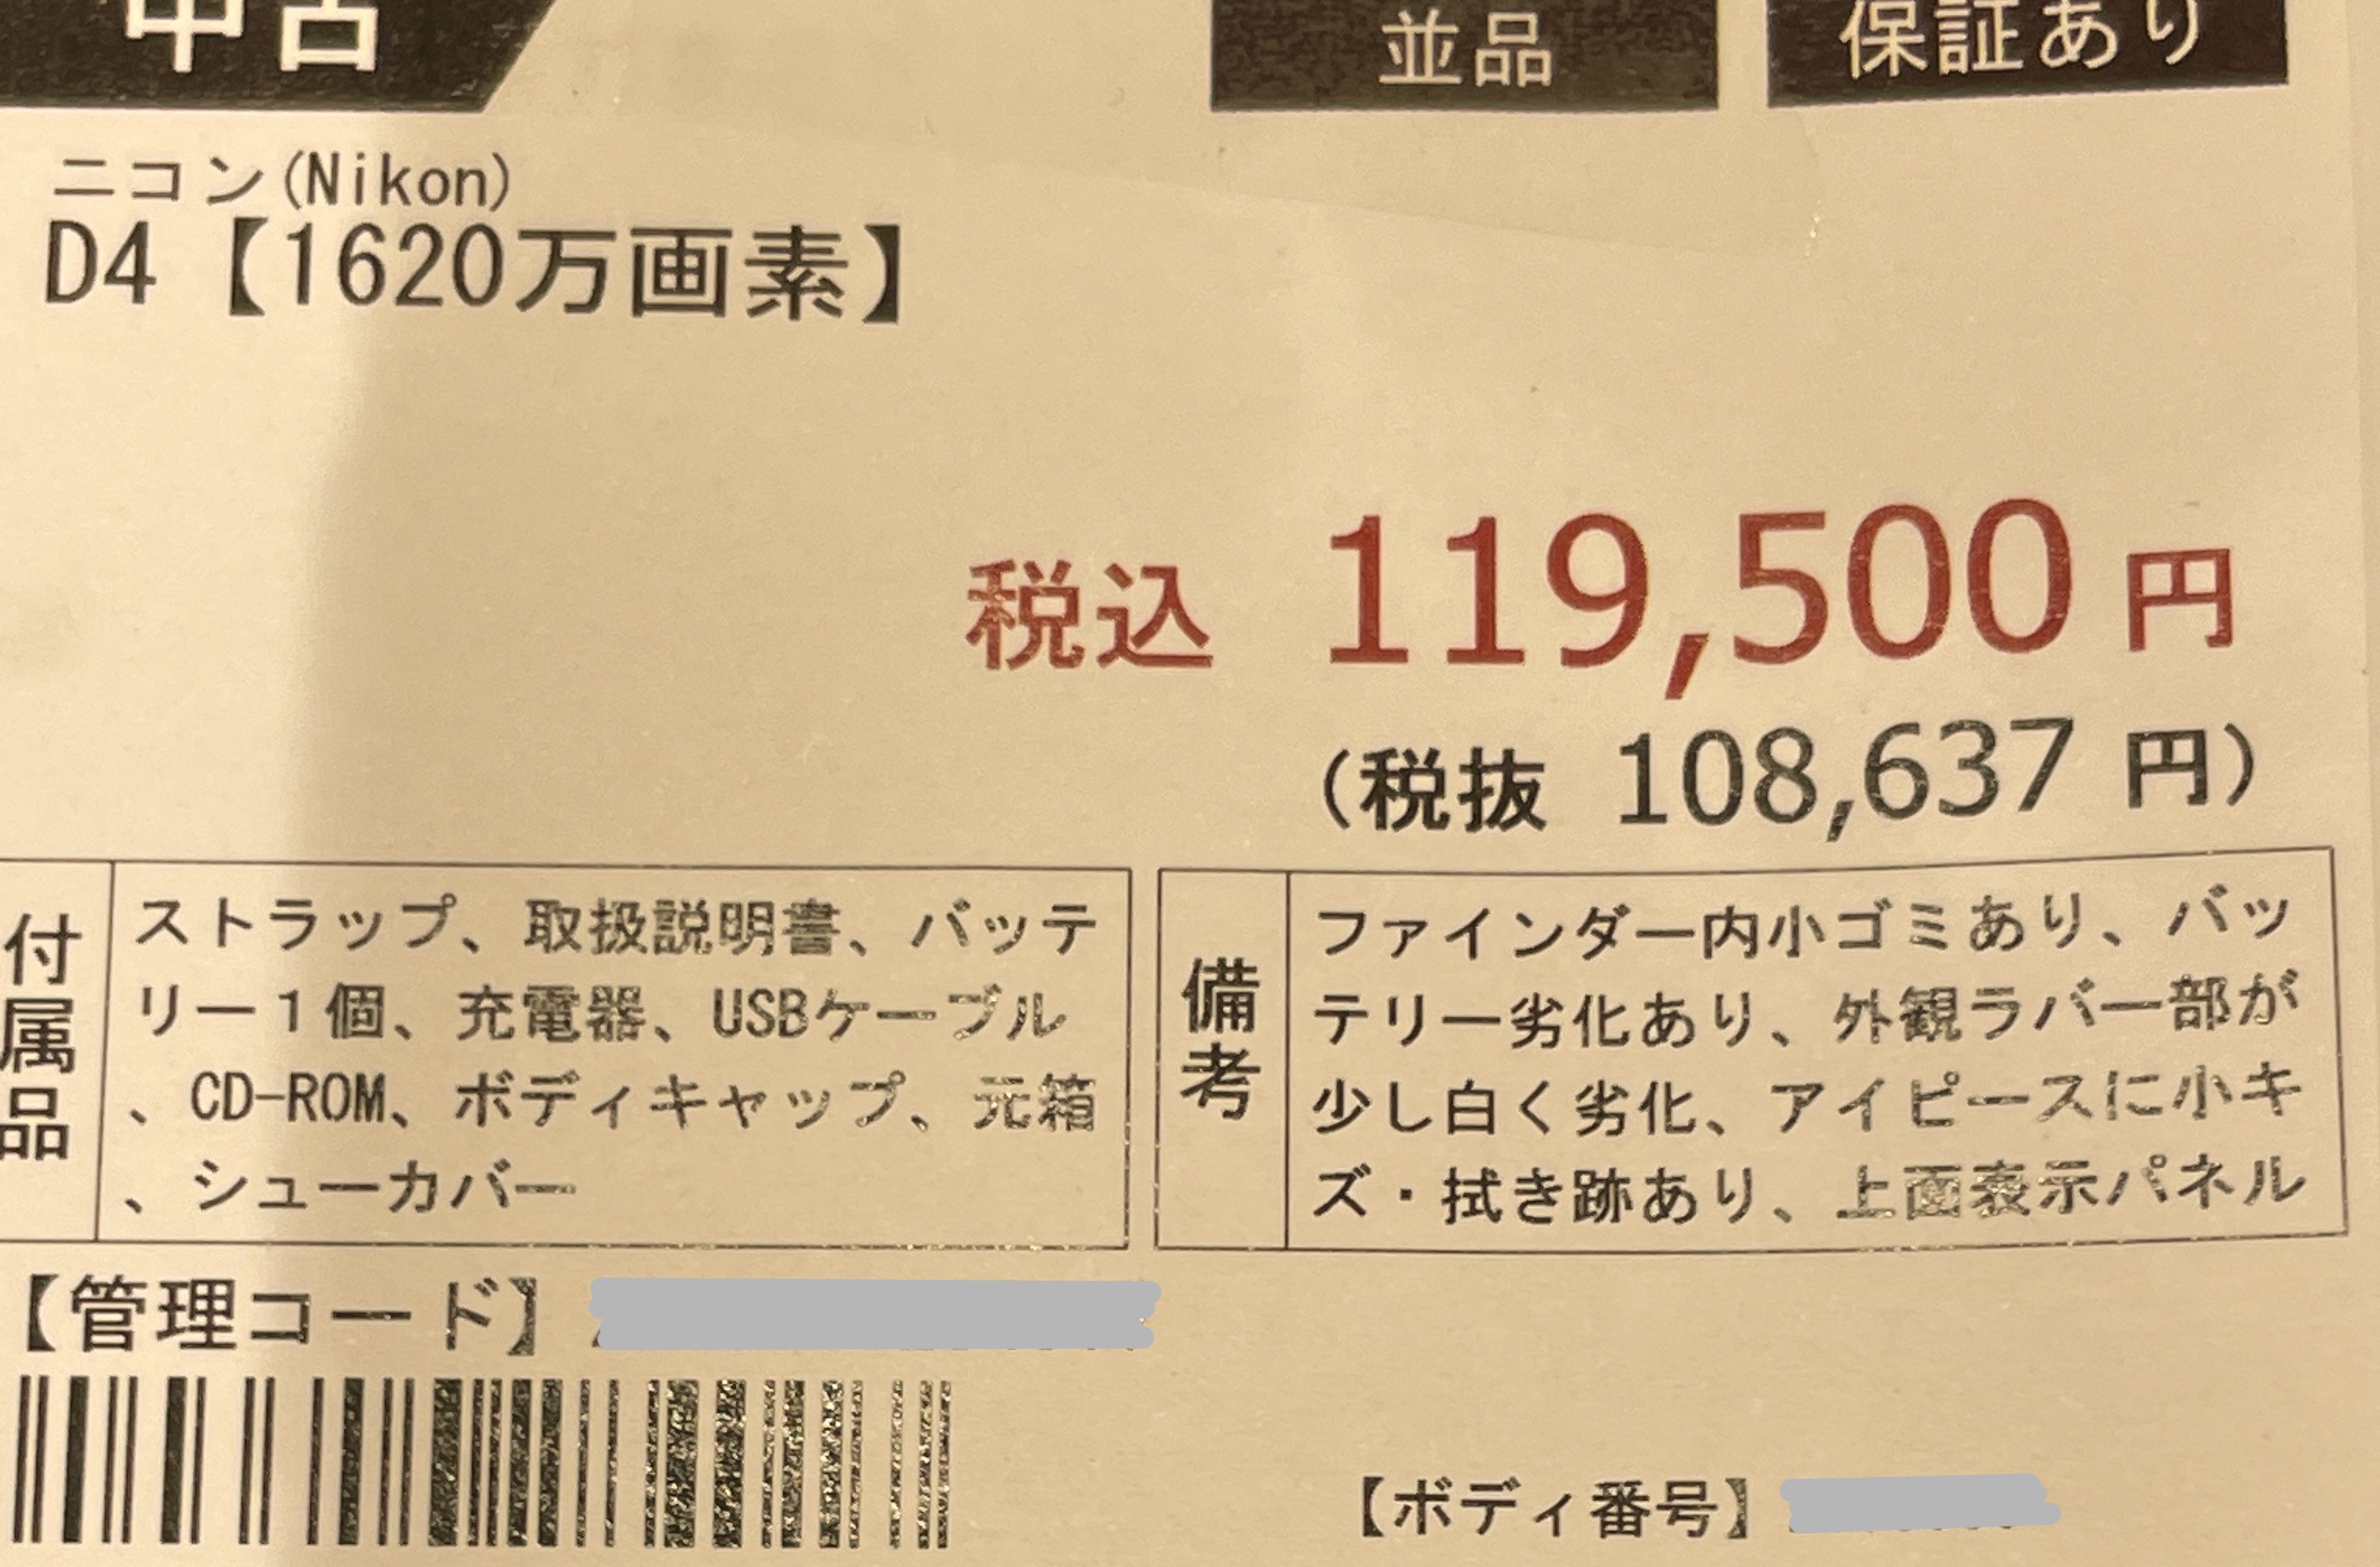 中古
並品
保証あり
ニコン(Nikon)
D4【1620万画素】
税込 119,500円
(税抜 108,637円)
付属品
ストラップ、取扱説明書、バッテ
リー1個、充電器、USBケーブル
、CD-ROM、ボディキャップ、元箱
、シューカバー
備考
ファインダー内小ゴミあり、バッ
テリー劣化あり、外観ラバー部が
少し白く劣化、アイピースに小キ
ズ・拭き跡あり、上面表示パネル
【管理コード】
【ボディ番号】